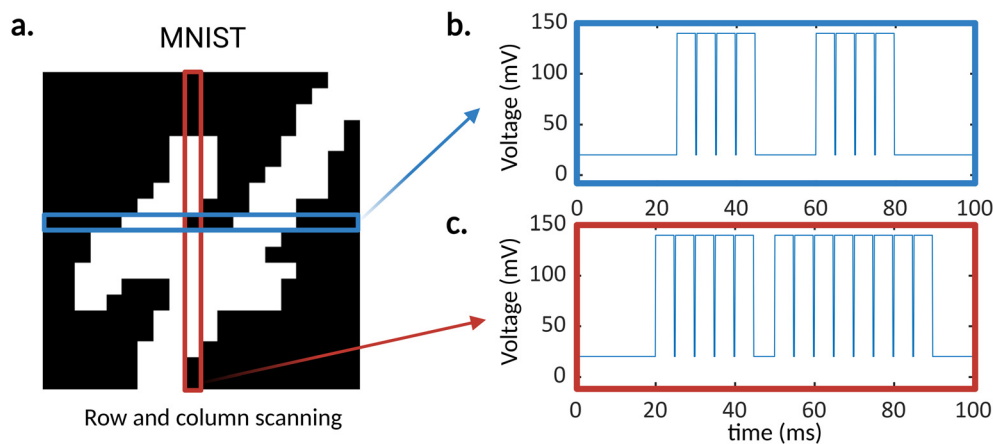 a.
MNIST
Row and column scanning
b.
Voltage (mV)
150
100
50
0
0 20 40 60 80 100
c.
Voltage (mV)
150
100
50
0
0 20 40 60 80 100
time (ms)